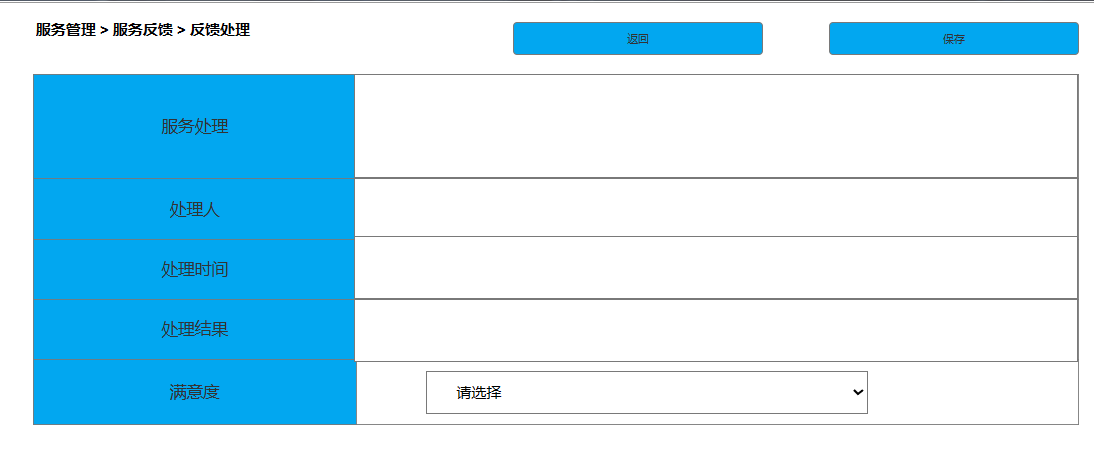 服务管理 > 服务反馈 > 反馈处理
返回
保存
服务处理
处理人
处理时间
处理结果
满意度
请选择